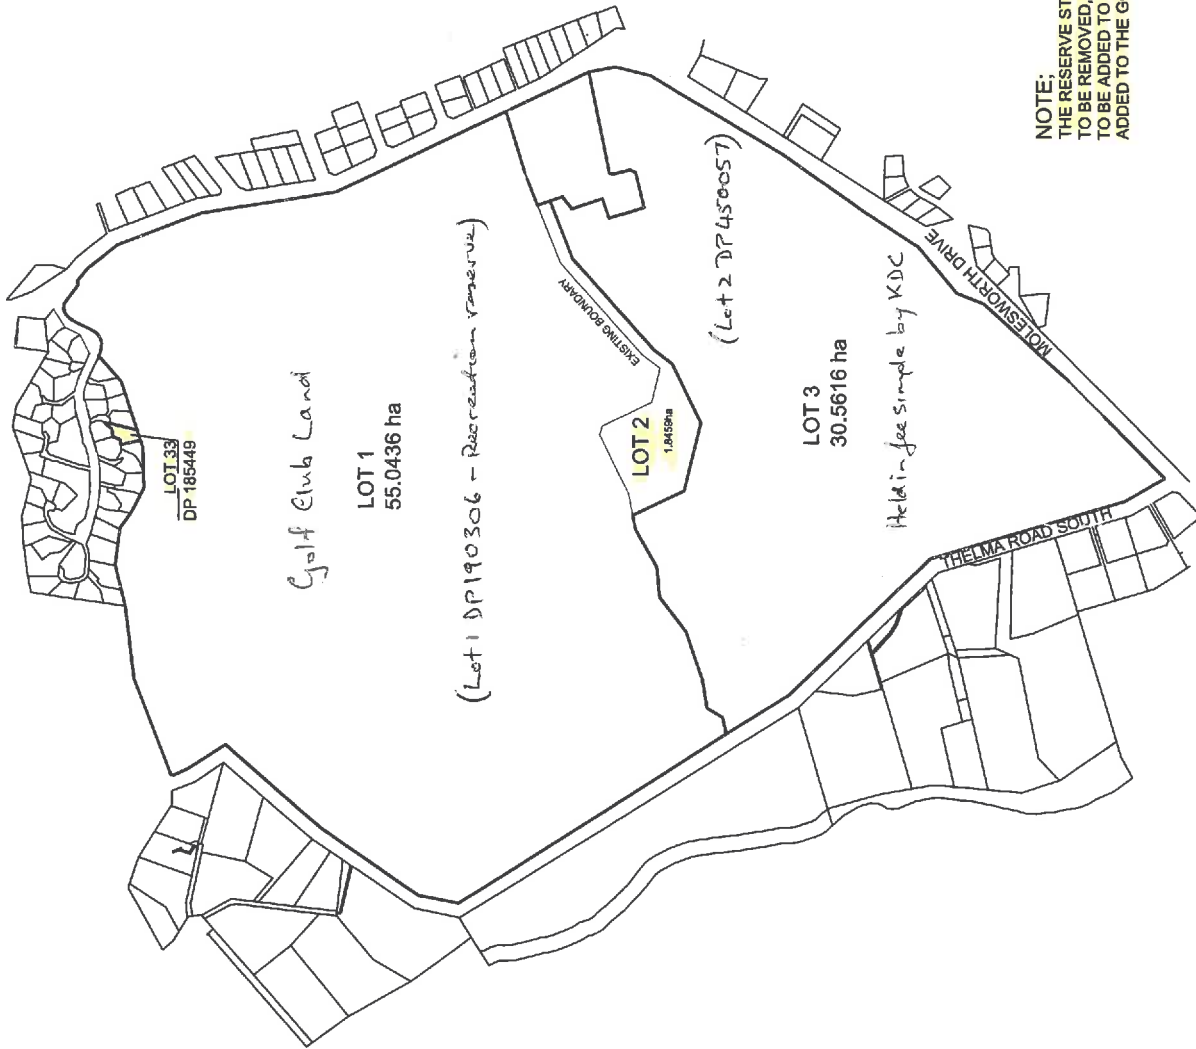 LOT 33
DP 185449
Golf Club Land
LOT 1
55.0436 ha
(Lot 1 DP190306 - Recreation reserve)
EXISTING BOUNDARY
LOT 2
1.8459ha
(Lot 2 DP 450057)
LOT 3
30.5616 ha
Held in fee simple by KDC
MOLESWORTH DRIVE
THELMA ROAD SOUTH
NOTE;
THE RESERVE ST
TO BE REMOVED,
TO BE ADDED TO
ADDED TO THE G